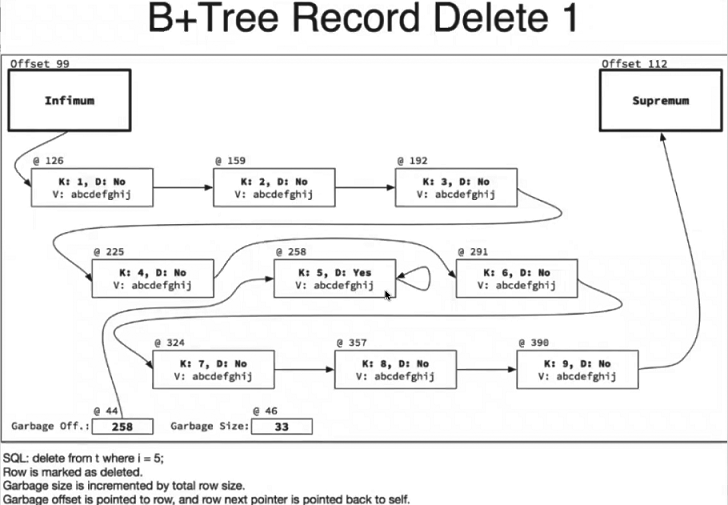 B+Tree Record Delete 1
Offset 99
Offset 112
Infimum
Supremum
@ 126
@ 159
@ 192
K: 1, D: No
V: abcdefghij
K: 2, D: No
V: abcdefghij
K: 3, D: No
V: abcdefghij
@ 225
@ 258
@ 291
K: 4, D: No
V: abcdefghij
K: 5, D: Yes
V: abcdefghij
K: 6, D: No
V: abcdefghij
@ 324
@ 357
@ 390
K: 7, D: No
V: abcdefghij
K: 8, D: No
V: abcdefghij
K: 9, D: No
V: abcdefghij
@ 44
@ 46
Garbage Off.: 258
Garbage Size: 33
SQL: delete from t where i = 5;
Row is marked as deleted.
Garbage size is incremented by total row size.
Garbage offset is pointed to row, and row next pointer is pointed back to self.